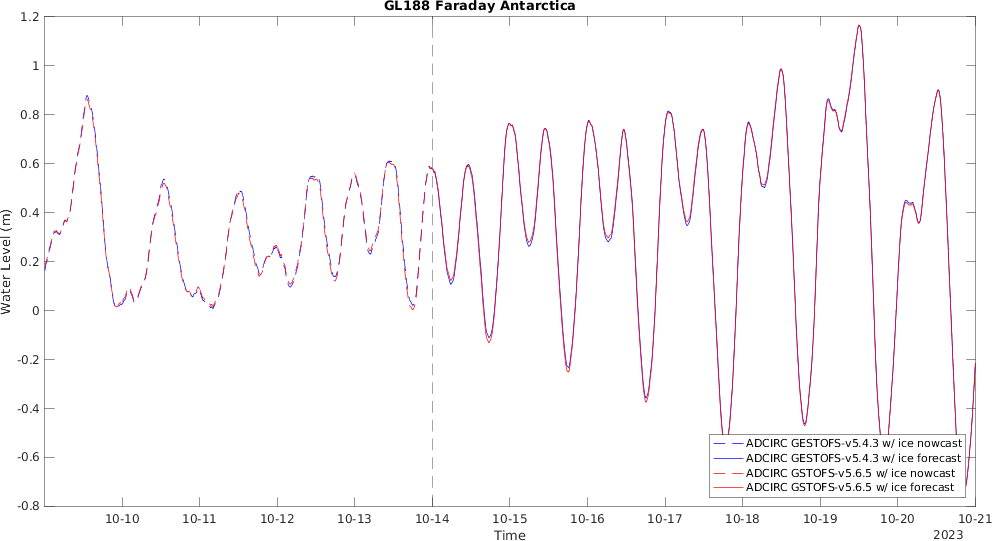 GL188 Faraday Antarctica
1.2
1
0.8
0.6
0.4
0.2
0
-0.2
-0.4
-0.6
-0.8
Water Level (m)
ADCIRC GESTOFS-v5.4.3 w/ ice nowcast
ADCIRC GESTOFS-v5.4.3 w/ ice forecast
ADCIRC GSTOFS-v5.6.5 w/ ice nowcast
ADCIRC GSTOFS-v5.6.5 w/ ice forecast
10-10 10-11 10-12 10-13 10-14 10-15 10-16 10-17 10-18 10-19 10-20 10-21
Time
2023